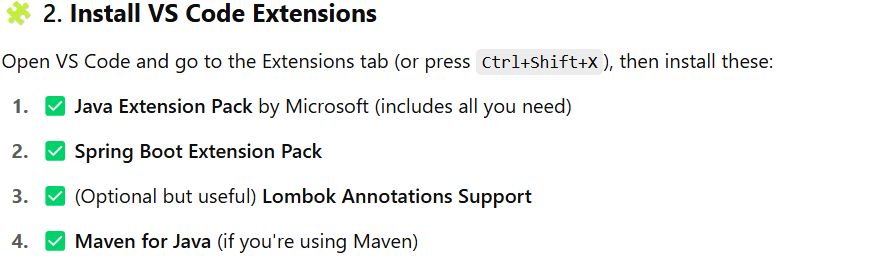 🧩 2. Install VS Code Extensions
Open VS Code and go to the Extensions tab (or press Ctrl+Shift+X), then install these:
1. ✅ Java Extension Pack by Microsoft (includes all you need)
2. ✅ Spring Boot Extension Pack
3. ✅ (Optional but useful) Lombok Annotations Support
4. ✅ Maven for Java (if you're using Maven)